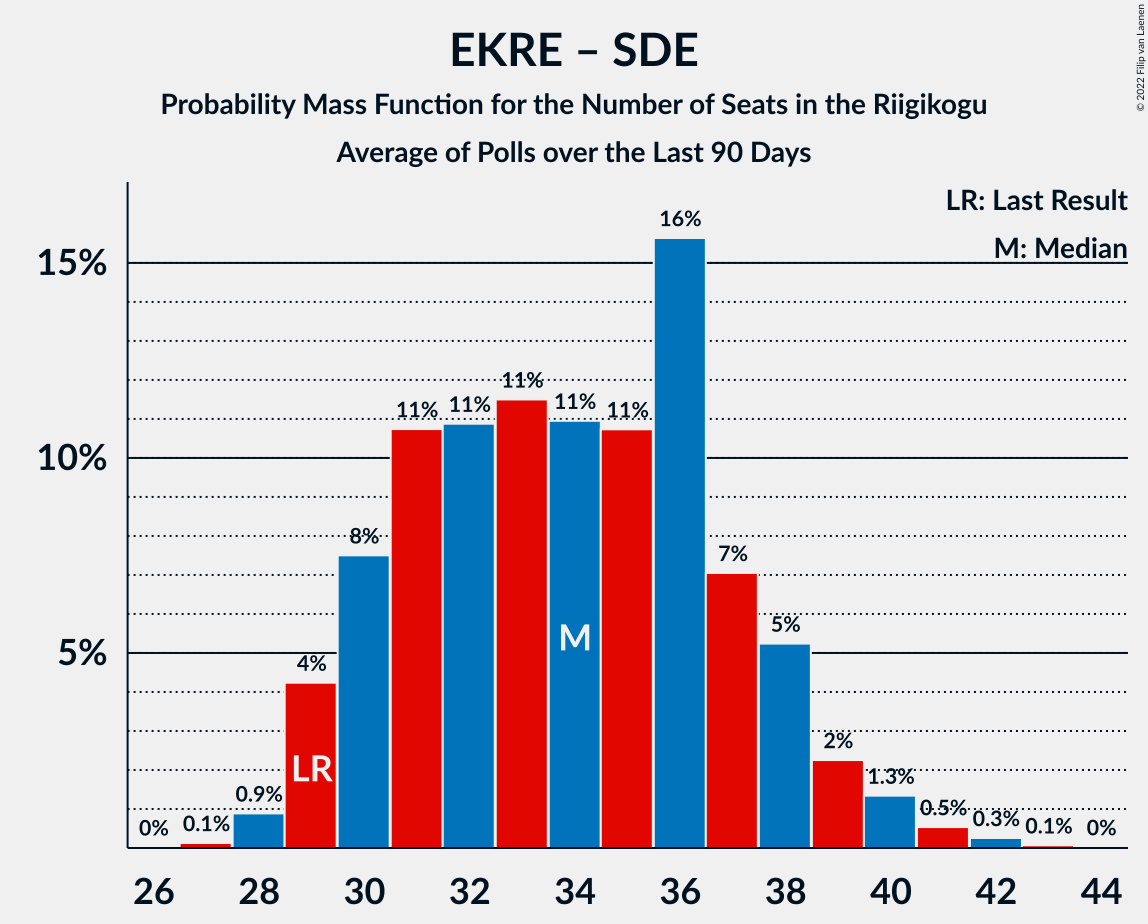 EKRE – SDE
Probability Mass Function for the Number of Seats in the Riigikogu
Average of Polls over the Last 90 Days
© 2022 Filip van Laenen
LR: Last Result
M: Median
15%
10%
5%
0%
0.1%
0.9%
4%
8%
11%
11%
11%
11%
11%
16%
7%
5%
2%
1.3%
0.5%
0.3%
0.1%
0%
LR
M
26 28 30 32 34 36 38 40 42 44